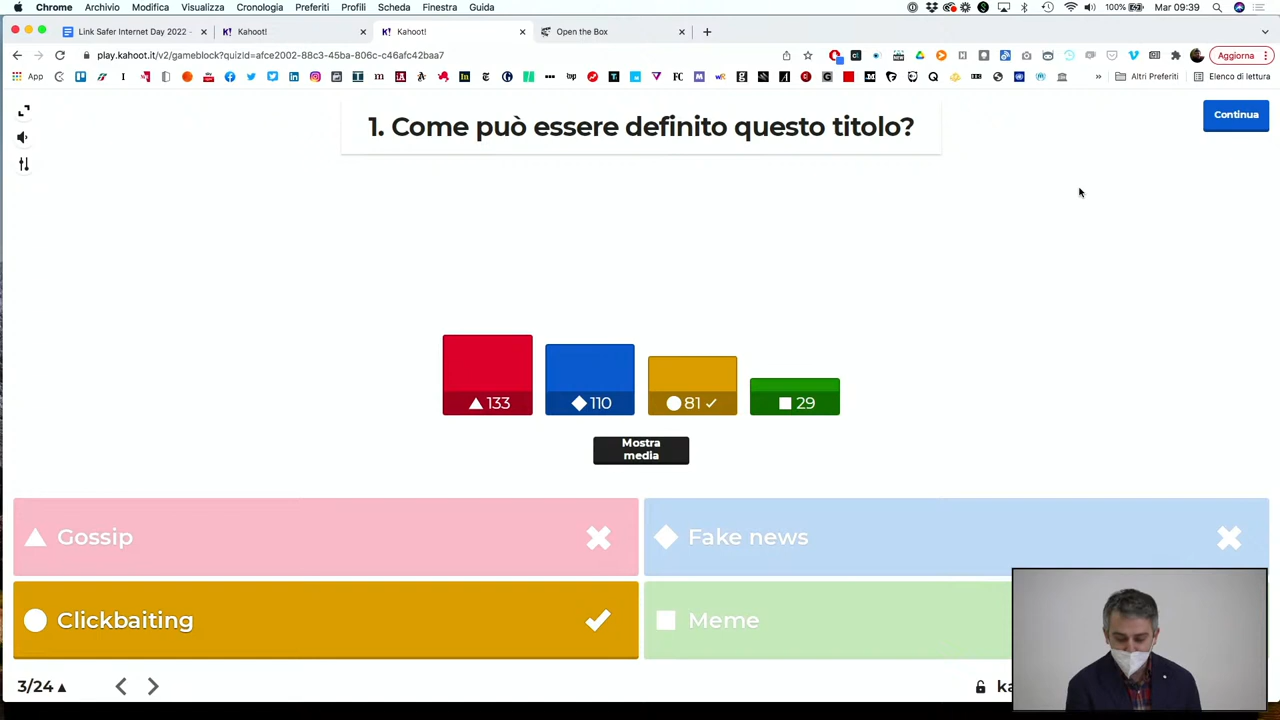 Chrome Archivio Modifica Visualizza Cronologia Preferiti Profili Scheda Finestra Guida 100% Mar 09:39
Link Safer Internet Day 2022 - Kahoot! Kahoot! Open the Box
play.kahoot.it/v2/gameblock?quizId=afce2002-88c3-45ba-806c-c46afc42baa7 Aggiorna
App Altri Preferiti Elenco di lettura
1. Come può essere definito questo titolo?
Continua
133 110 81 29
Mostra
media
Gossip
Fake news
Clickbaiting
Meme
3/24